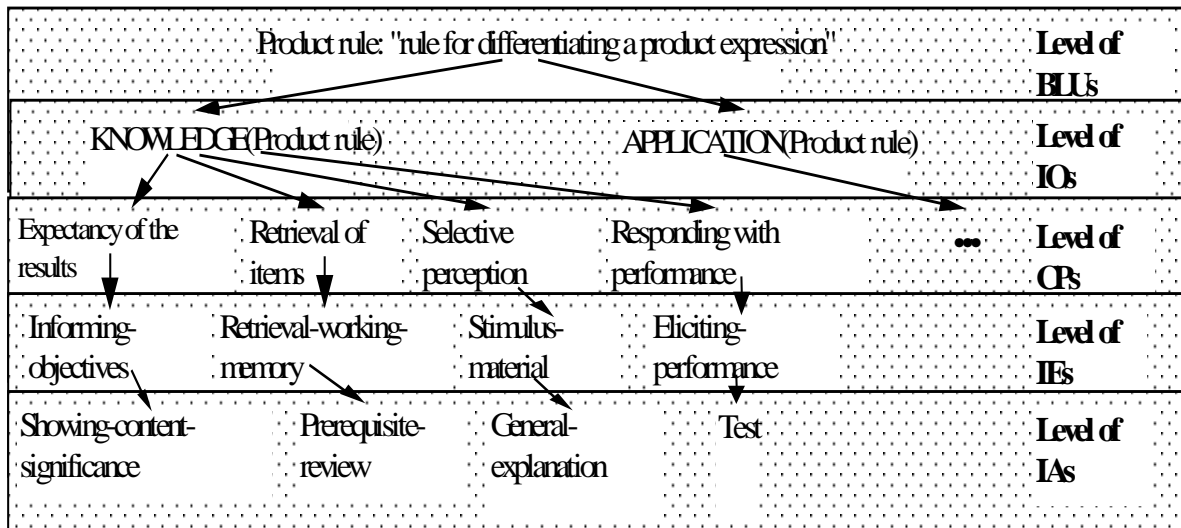 Product rule: "rule for differentiating a product expression"
Level of
BLUs
KNOWLEDGE(Product rule)
APPLICATION(Product rule)
Level of
IOs
Expectancy of the
results
Retrieval of
items
Selective
perception
Responding with
performance
•••
Level of
CPs
Informing-
objectives
Retrieval-working-
memory
Stimulus-
material
Eliciting-
performance
Level of
IEs
Showing-content-
significance
Prerequisite-
review
General-
explanation
Test
Level of
IAs